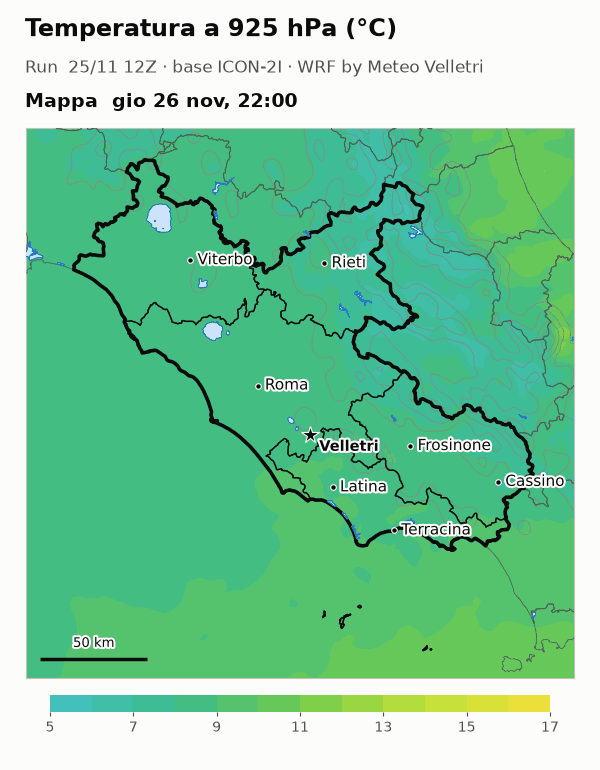 Temperatura a 925 hPa (°C)
Run  25/11 12Z · base ICON-2I · WRF by Meteo Velletri
Mappa  gio 26 nov, 22:00
Viterbo
Rieti
Roma
Velletri
Frosinone
Cassino
Latina
Terracina
50 km
5 7 9 11 13 15 17